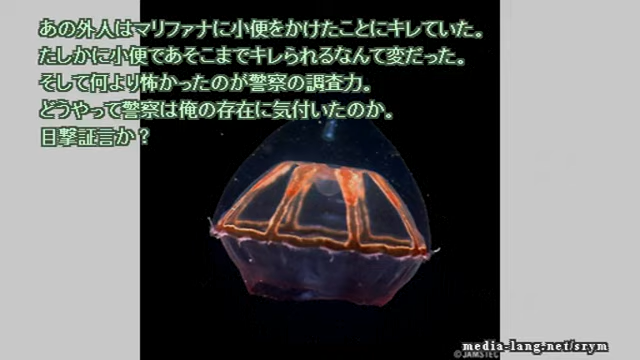 あの外人はマリファナに小便をかけたことにキレていた。
たしかに小便であそこまでキレられるなんて変だった。
そして何より怖かったのが警察の調査力。
どうやって警察は俺の存在に気付いたのか。
目撃証言か？
media-lang.net/srym
©JAMSTEC